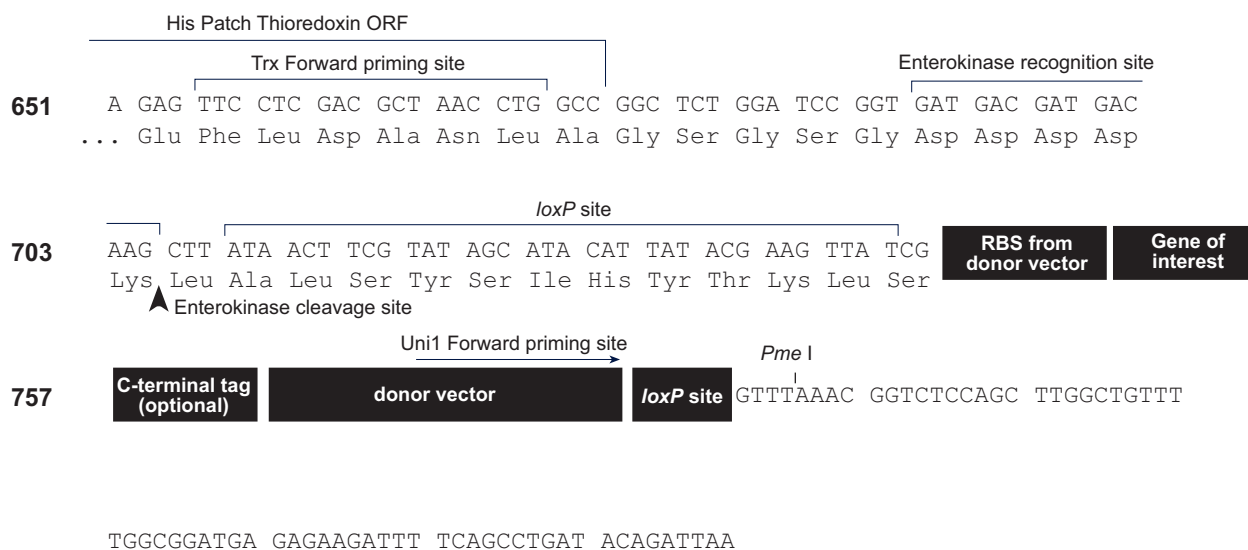 His Patch Thioredoxin ORF
Trx Forward priming site
Enterokinase recognition site
651 A GAG TTC CTC GAC GCT AAC CTG GCC GGC TCT GGA TCC GGT GAT GAC GAT GAC
... Glu Phe Leu Asp Ala Asn Leu Ala Gly Ser Gly Ser Gly Asp Asp Asp Asp
loxP site
703 AAG CTT ATA ACT TCG TAT AGC ATA CAT TAT ACG AAG TTA TCG
RBS from donor vector
Gene of interest
Lys Leu Ala Leu Ser Tyr Ser Ile His Tyr Thr Lys Leu Ser
Enterokinase cleavage site
Uni1 Forward priming site
Pme I
757
C-terminal tag (optional)
donor vector
loxP site
GTTTAAAC GGTCTCCAGC TTGGCTGTTT
TGGCGGATGA GAGAAGATTT TCAGCCTGAT ACAGATTAA